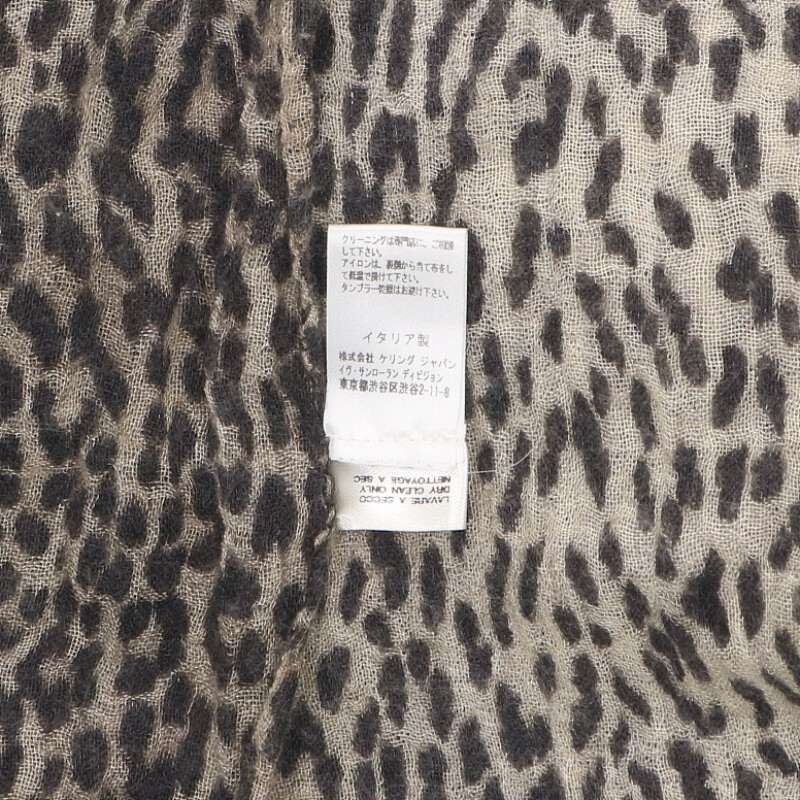 クリーニングは専門店に、ご相談
して下さい。
アイロンは、裏側から当て布をし
て低温で掛けて下さい。
タンブラー乾燥はお避け下さい。
イタリア製
株式会社 ケリング ジャパン
イヴ・サンローラン ディビジョン
東京都渋谷区渋谷2-11-8
LAVARE A SECCO
DRY CLEAN ONLY
NETTOYAGE A SEC